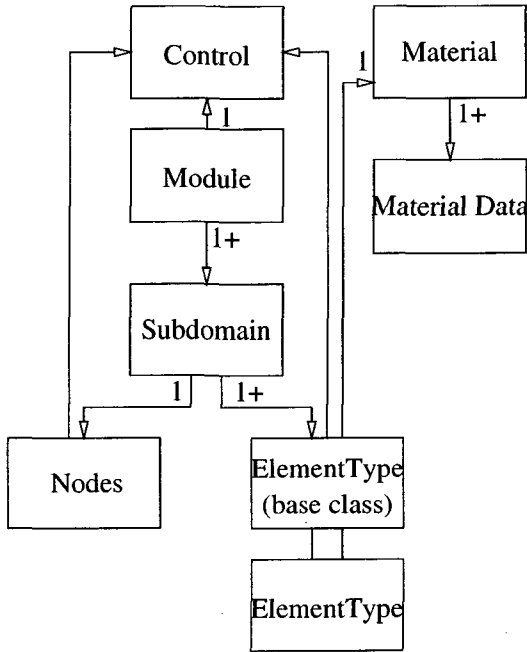 Control
1
Material
1
1+
Module
Material Data
1+
Subdomain
1
1+
Nodes
ElementType
(base class)
ElementType